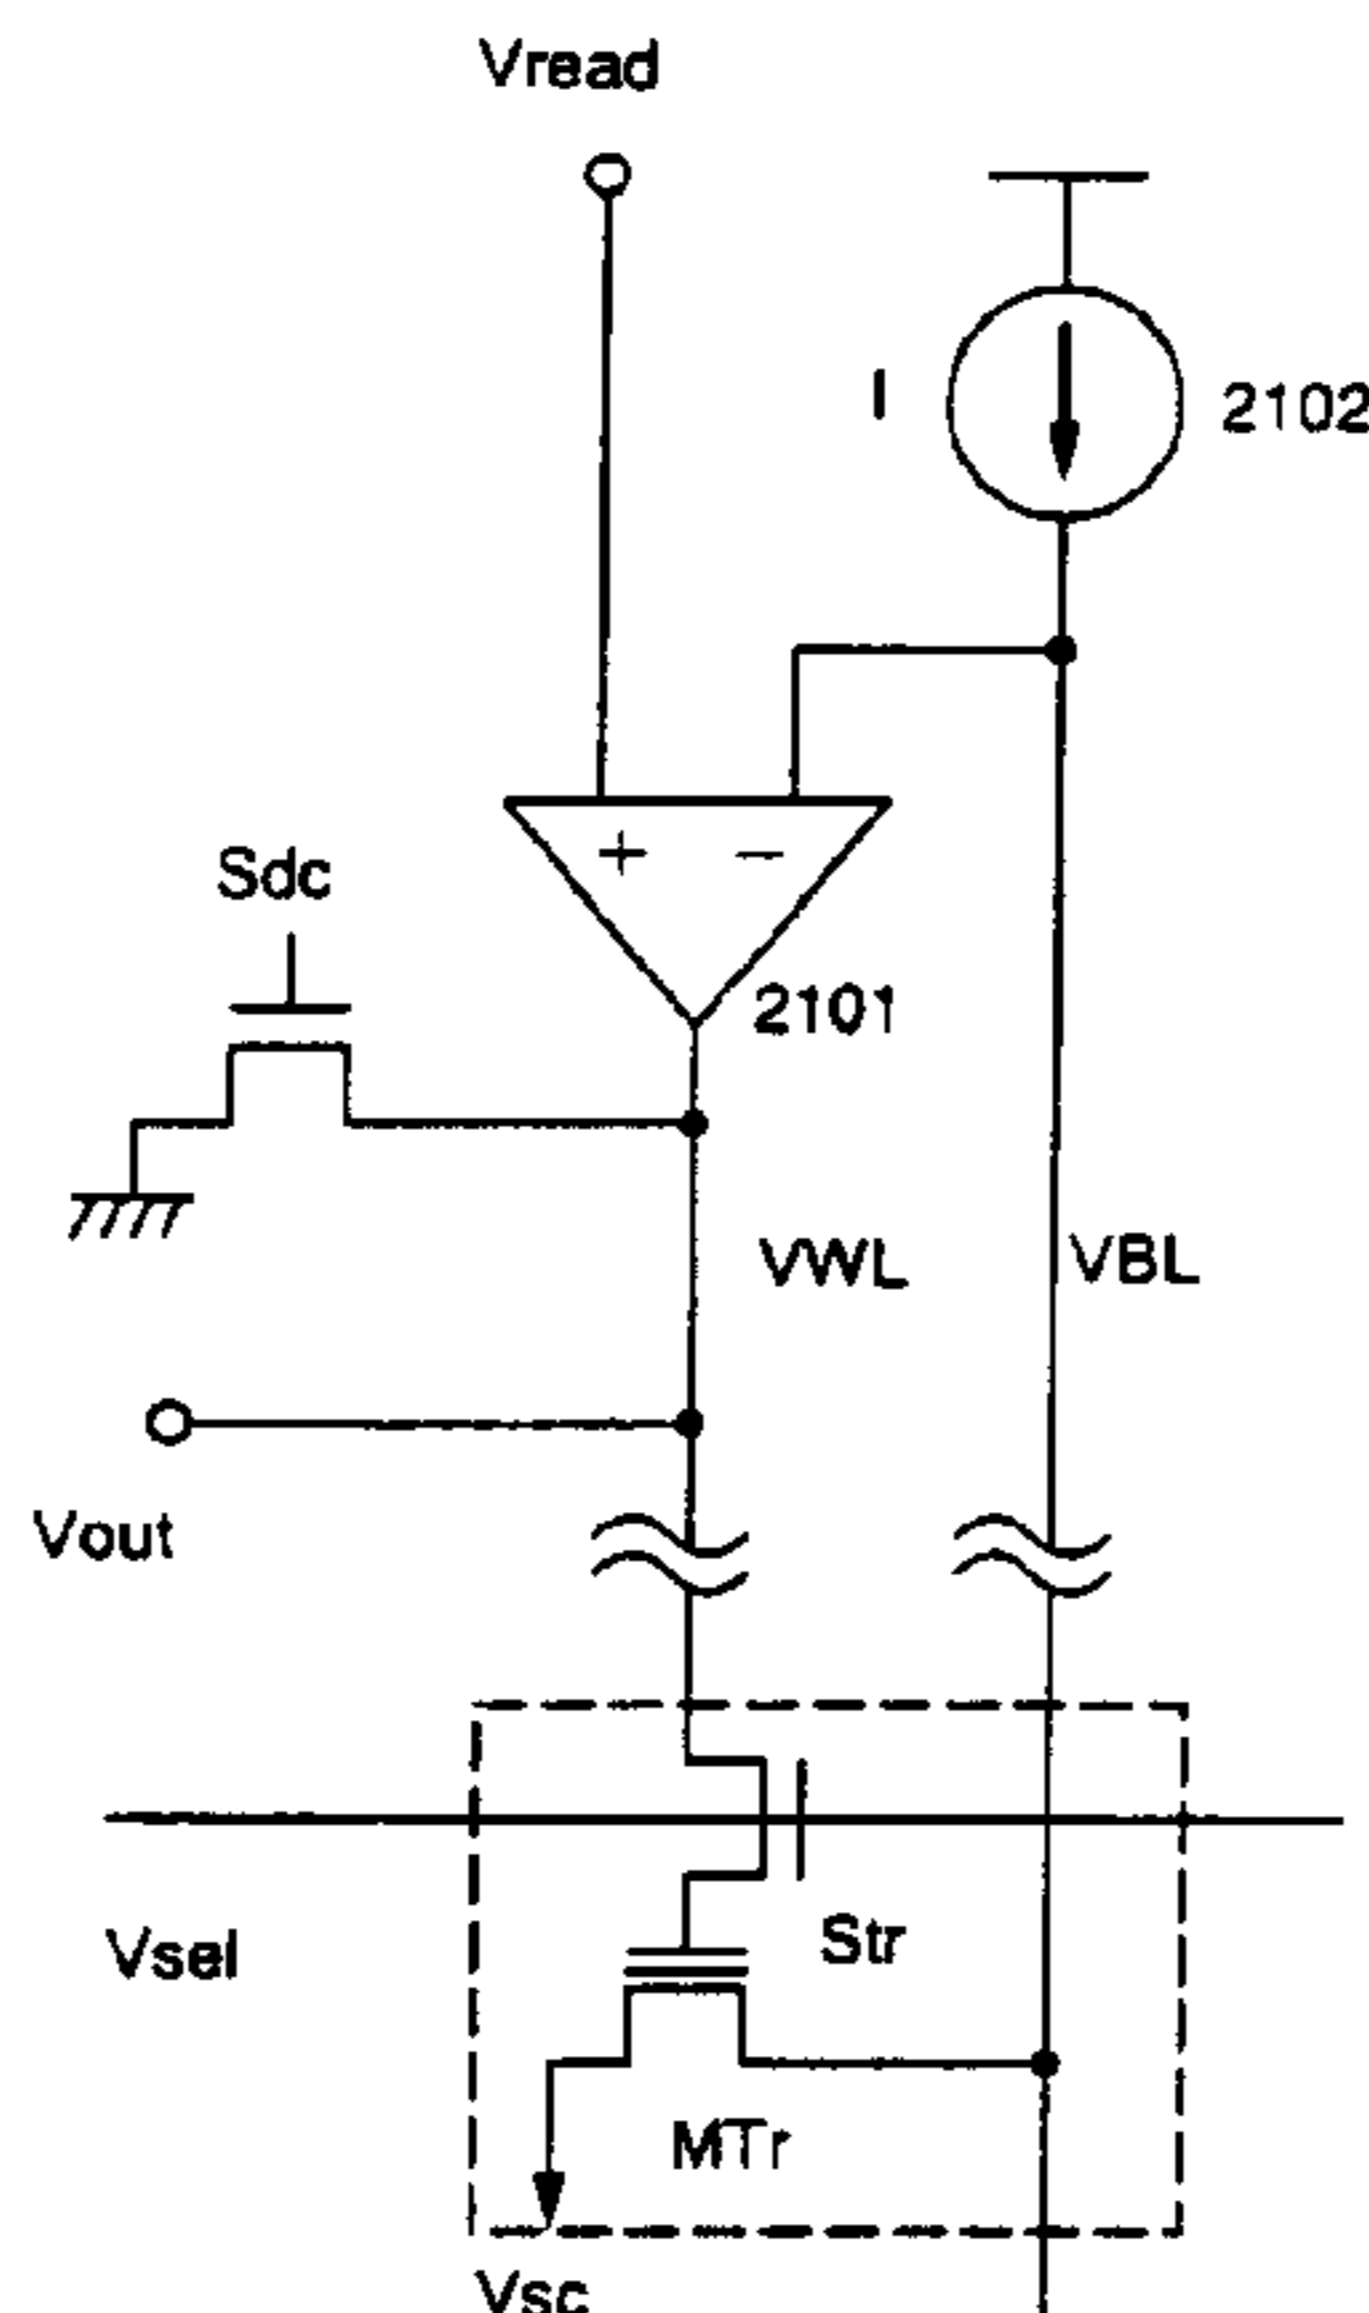 Vread
I
2102
+
−
Sdc
2101
VWL
VBL
Vout
Vsel
Str
MTr
Vsc